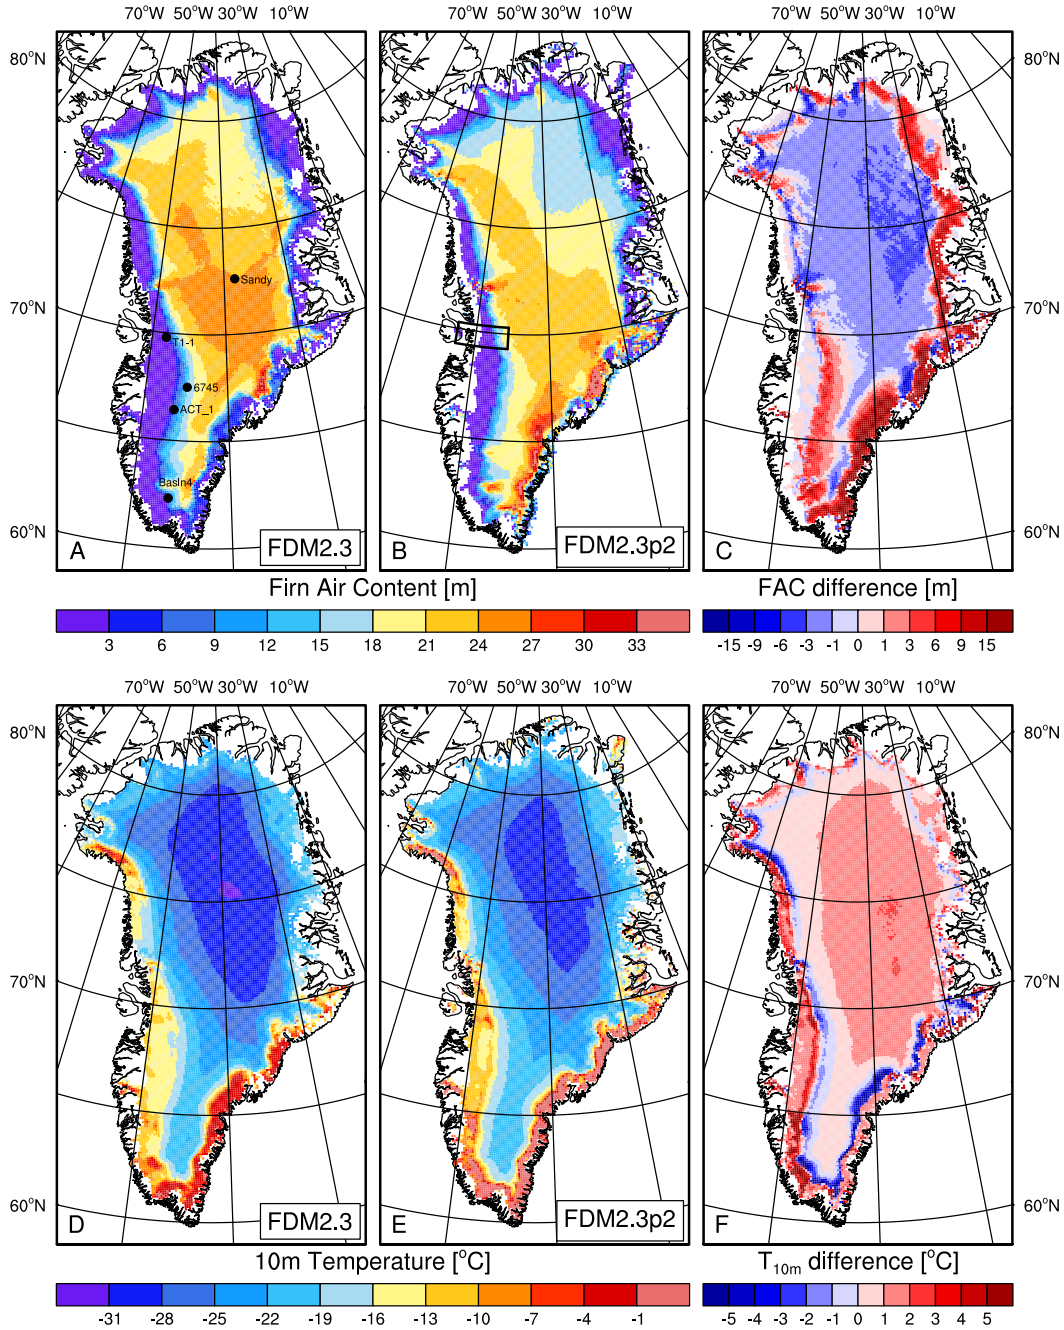 70°W 50°W 30°W 10°W 70°W 50°W 30°W 10°W 70°W 50°W 30°W 10°W
80°N 80°N
Sandy
70°N 70°N
T1-1
6745
ACT_1
BasIn4
60°N 60°N
A FDM2.3 B FDM2.3p2 C
Firn Air Content [m] FAC difference [m]
3 6 9 12 15 18 21 24 27 30 33 -15 -9 -6 -3 -1 0 1 3 6 9 15
70°W 50°W 30°W 10°W 70°W 50°W 30°W 10°W 70°W 50°W 30°W 10°W
80°N 80°N
70°N 70°N
60°N 60°N
D FDM2.3 E FDM2.3p2 F
10m Temperature [°C] T10m difference [°C]
-31 -28 -25 -22 -19 -16 -13 -10 -7 -4 -1 -5 -4 -3 -2 -1 0 1 2 3 4 5